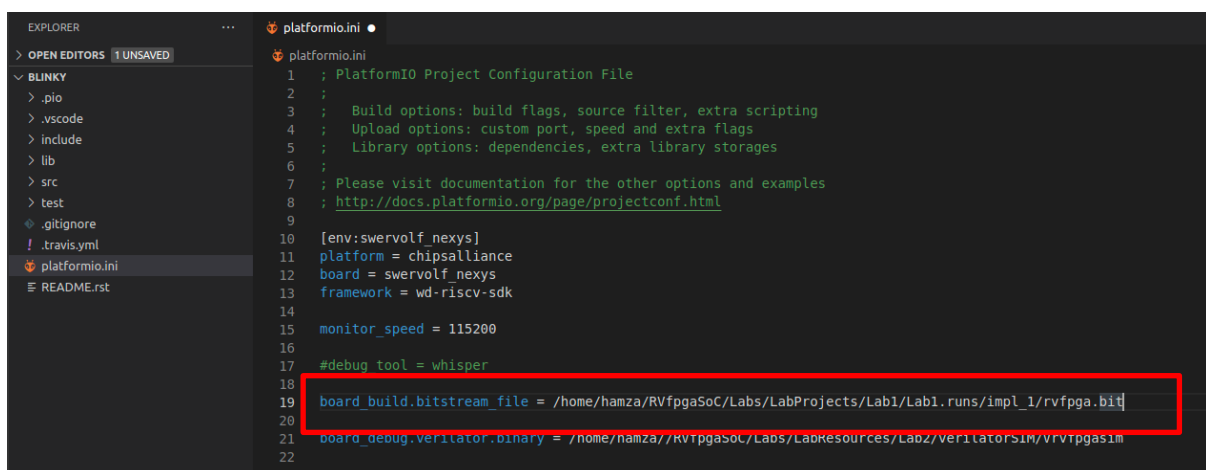 EXPLORER ...
> OPEN EDITORS 1 UNSAVED
BLINKY
> .pio
> .vscode
> include
> lib
> src
> test
.gitignore
! .travis.yml
platformio.ini
README.rst
platformio.ini ●
platformio.ini
1 ; PlatformIO Project Configuration File
2 ;
3 ;   Build options: build flags, source filter, extra scripting
4 ;   Upload options: custom port, speed and extra flags
5 ;   Library options: dependencies, extra library storages
6 ;
7 ; Please visit documentation for the other options and examples
8 ; http://docs.platformio.org/page/projectconf.html
9
10 [env:swervolf_nexys]
11 platform = chipsalliance
12 board = swervolf_nexys
13 framework = wd-riscv-sdk
14
15 monitor_speed = 115200
16
17 #debug_tool = whisper
18
19 board_build.bitstream_file = /home/hamza/RVfpgaSoC/Labs/LabProjects/Lab1/Lab1.runs/impl_1/rvfpga.bit
20
21 board_debug.verilator.binary = /home/hamza//RVfpgaSoC/Labs/LabResources/Lab2/VerilatorSIM/Vrvfpgasim
22